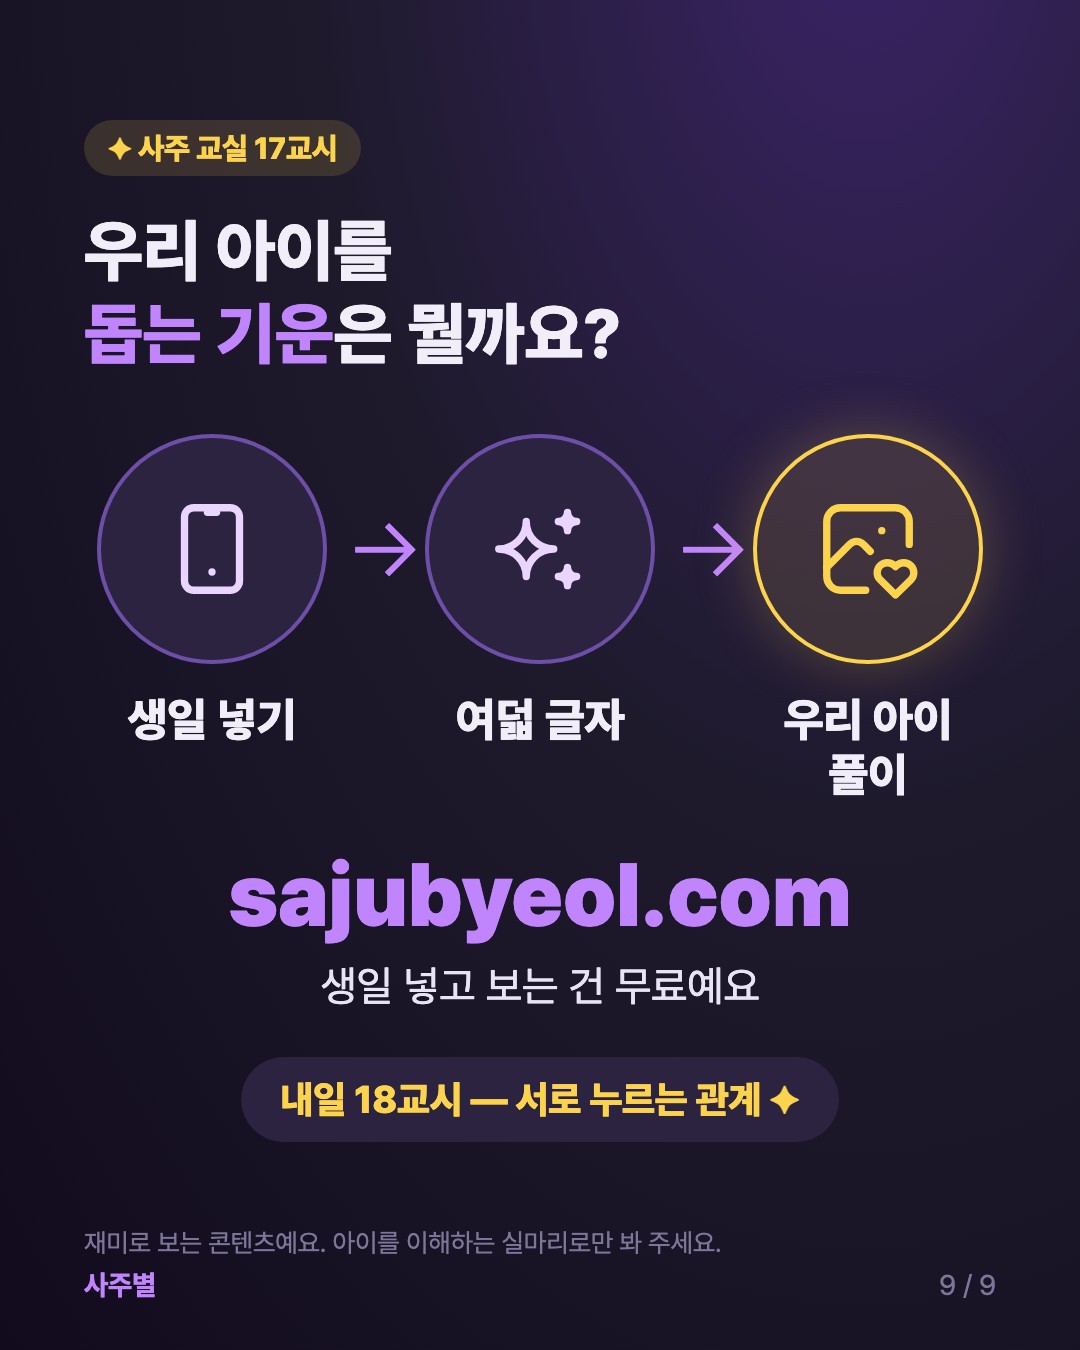 ✦ 사주 교실 17교시
우리 아이를
돕는 기운은 뭘까요?
생일 넣기
여덟 글자
우리 아이
풀이
sajubyeol.com
생일 넣고 보는 건 무료예요
내일 18교시 — 서로 누르는 관계 ✦
재미로 보는 콘텐츠예요. 아이를 이해하는 실마리로만 봐 주세요.
사주별
9 / 9